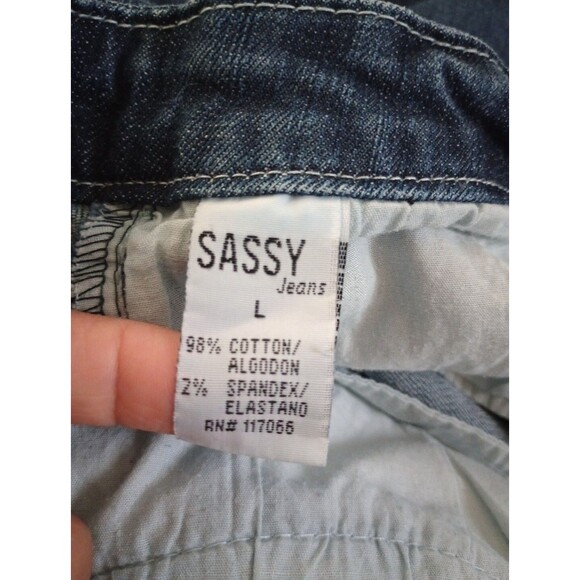 SASSY
Jeans
L
98% COTTON/
ALGODON
2% SPANDEX/
ELASTANO
RN# 117066